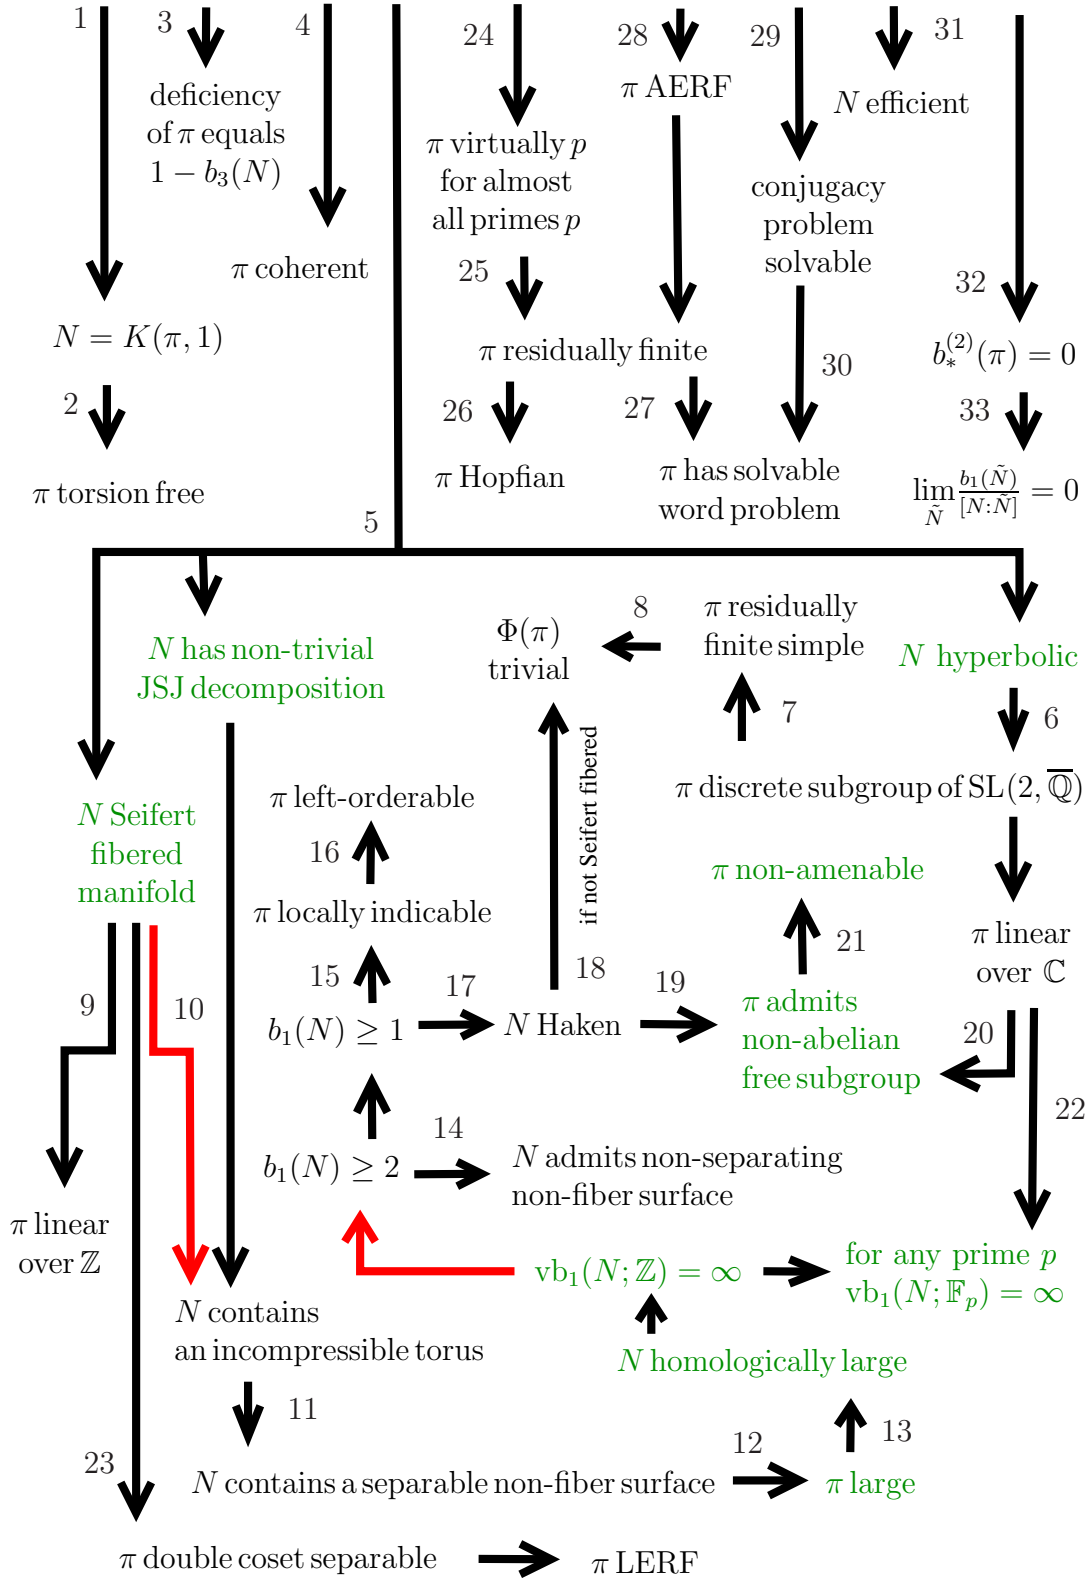 1
3
4
24
28
29
31
deficiency
of π equals
1 − b₃(N)
π AERF
N efficient
π virtually p
for almost
all primes p
conjugacy
problem
solvable
π coherent
25
32
N = K(π, 1)
π residually finite
30
b_*^{(2)}(π) = 0
2
26
27
33
π torsion free
π Hopfian
π has solvable
word problem
lim_{Ñ} b₁(Ñ)/[N:Ñ] = 0
5
N has non-trivial
JSJ decomposition
Φ(π)
trivial
8
π residually
finite simple
N hyperbolic
7
6
π discrete subgroup of SL(2, \overline{ℚ})
N Seifert
fibered
manifold
π left-orderable
16
if not Seifert fibered
π non-amenable
π locally indicable
21
π linear
over ℂ
9
10
15
17
18
19
b₁(N) ≥ 1
N Haken
π admits
non-abelian
free subgroup
20
22
14
b₁(N) ≥ 2
N admits non-separating
non-fiber surface
π linear
over ℤ
vb₁(N; ℤ) = ∞
for any prime p
vb₁(N; 𝔽ₚ) = ∞
N contains
an incompressible torus
N homologically large
11
12
13
23
N contains a separable non-fiber surface
π large
π double coset separable
π LERF